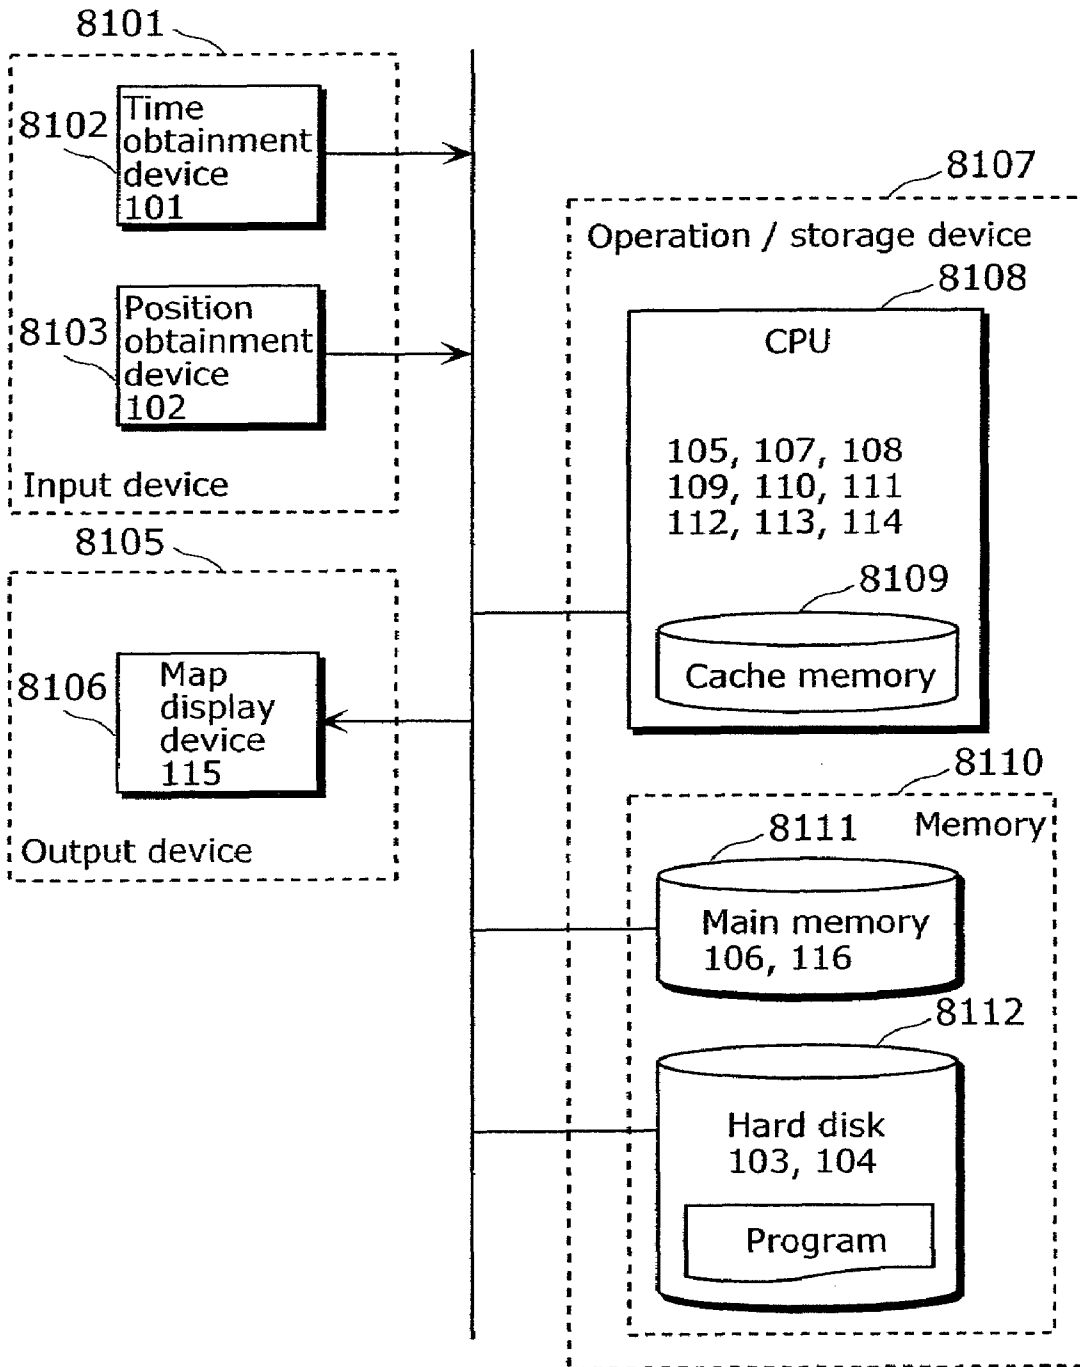 8101
8102
Time
obtainment
device
101
8103
Position
obtainment
device
102
Input device
8105
8106
Map
display
device
115
Output device
8107
Operation / storage device
8108
CPU
105, 107, 108
109, 110, 111
112, 113, 114
8109
Cache memory
8110
Memory
8111
Main memory
106, 116
8112
Hard disk
103, 104
Program